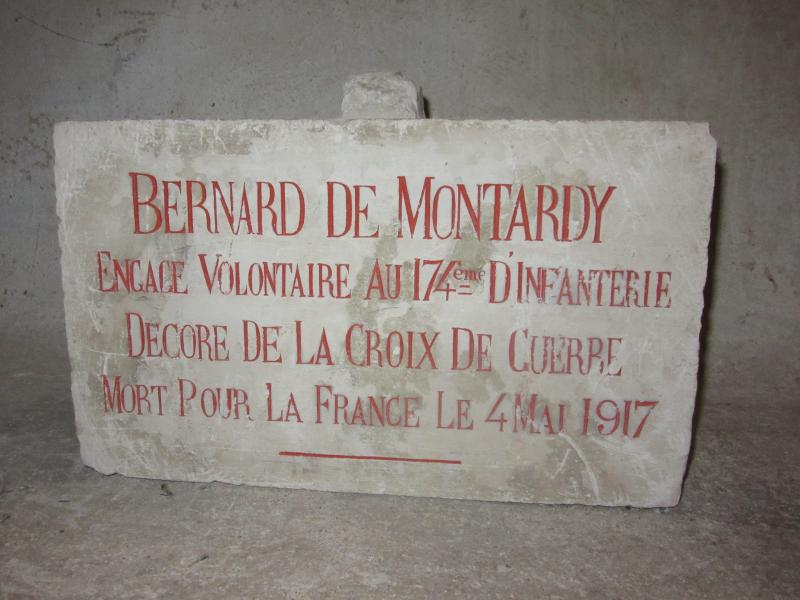 BERNARD DE MONTARDY
ENGAGE VOLONTAIRE AU 174ème D'INFANTERIE
DECORE DE LA CROIX DE GUERRE
MORT POUR LA FRANCE LE 4 MAI 1917